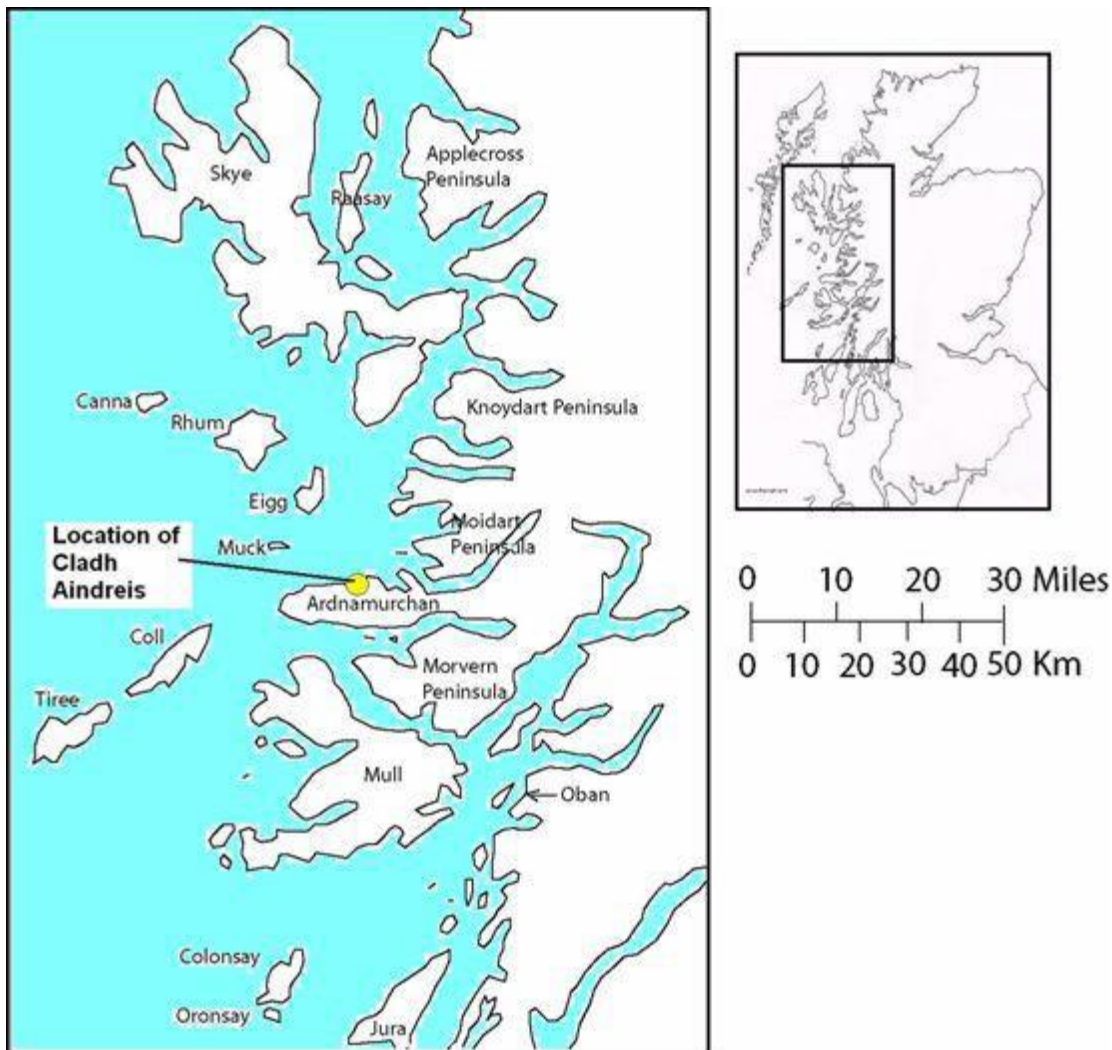 Skye
Raasay
Applecross
Peninsula
Canna
Rhum
Knoydart Peninsula
Eigg
Moidart
Peninsula
Location of
Cladh
Aindreis
Muck
Ardnamurchan
Coll
Morvern
Peninsula
Tiree
Mull
Oban
Colonsay
Oronsay
Jura
0 10 20 30 Miles
0 10 20 30 40 50 Km